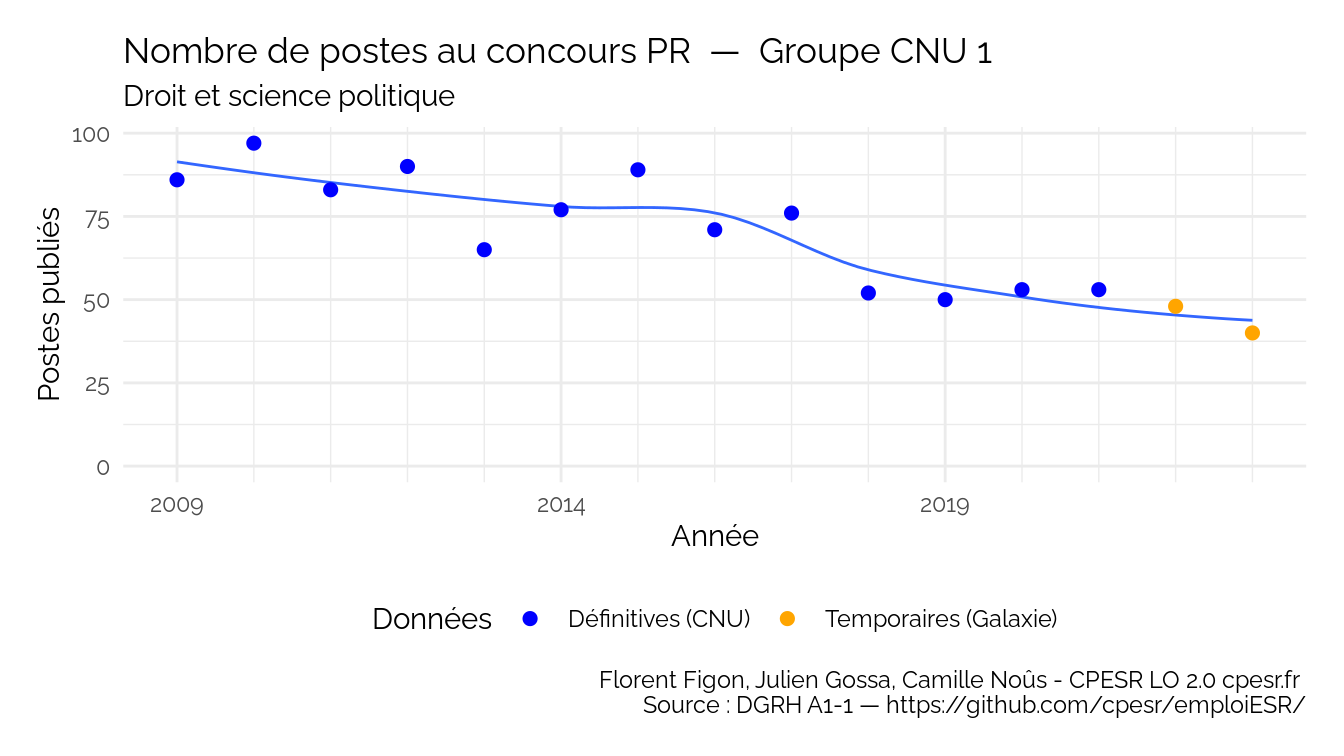 Nombre de postes au concours PR — Groupe CNU 1
Droit et science politique
100
75
50
25
0
Postes publiés
2009 2014 2019
Année
Données Définitives (CNU) Temporaires (Galaxie)
Florent Figon, Julien Gossa, Camille Noûs - CPESR LO 2.0 cpesr.fr
Source : DGRH A1-1 — https://github.com/cpesr/emploiESR/